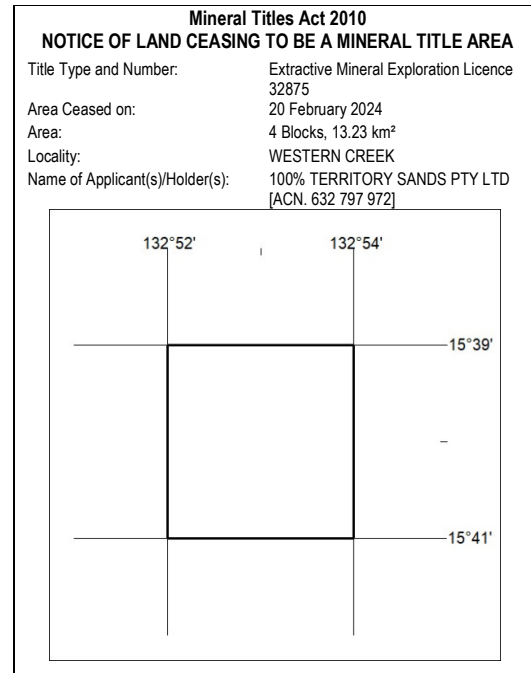 Mineral Titles Act 2010
NOTICE OF LAND CEASING TO BE A MINERAL TITLE AREA
Title Type and Number: Extractive Mineral Exploration Licence
32875
Area Ceased on: 20 February 2024
Area: 4 Blocks, 13.23 km²
Locality: WESTERN CREEK
Name of Applicant(s)/Holder(s): 100% TERRITORY SANDS PTY LTD
[ACN. 632 797 972]
132°52' 132°54'
15°39'
15°41'